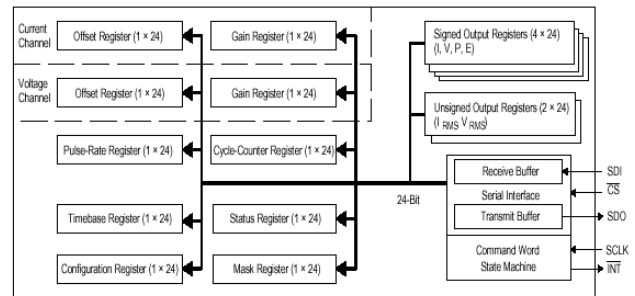 Current
Channel
Offset Register (1 × 24)
Gain Register (1 × 24)
Signed Output Registers (4 × 24)
(I, V, P, E)
Voltage
Channel
Offset Register (1 × 24)
Gain Register (1 × 24)
Unsigned Output Registers (2 × 24)
(I RMS V RMS)
Pulse-Rate Register (1 × 24)
Cycle-Counter Register (1 × 24)
Receive Buffer
SDI
Serial Interface
CS
24-Bit
Timebase Register (1 × 24)
Status Register (1 × 24)
Transmit Buffer
SDO
Command Word
State Machine
SCLK
INT
Configuration Register (1 × 24)
Mask Register (1 × 24)